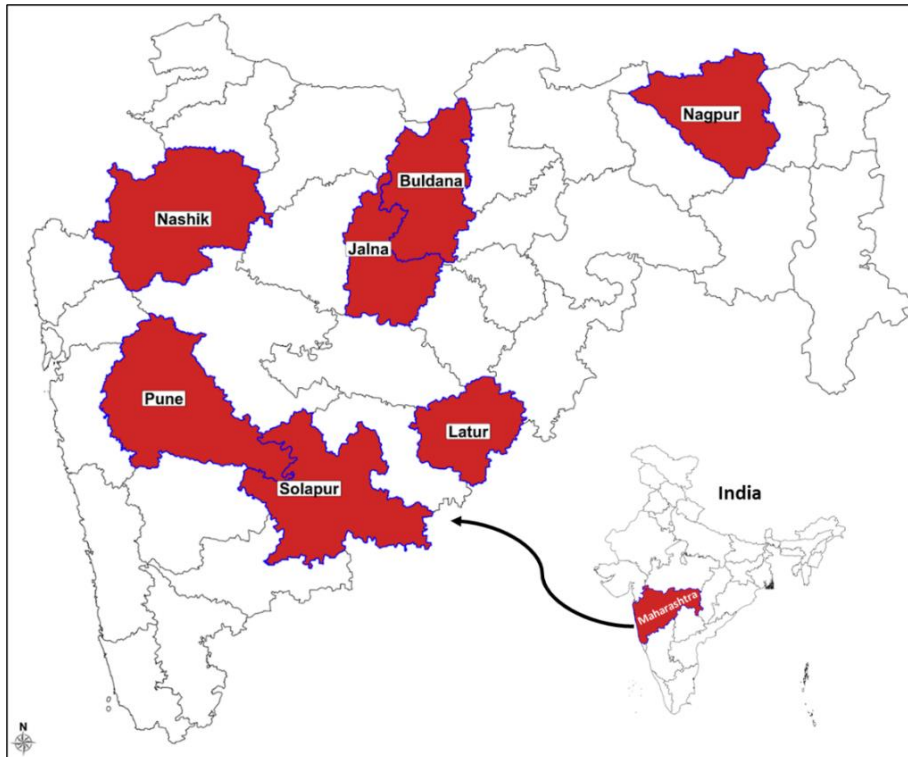 Nagpur
Buldana
Nashik
Jalna
Pune
Latur
Solapur
India
Maharashtra
N